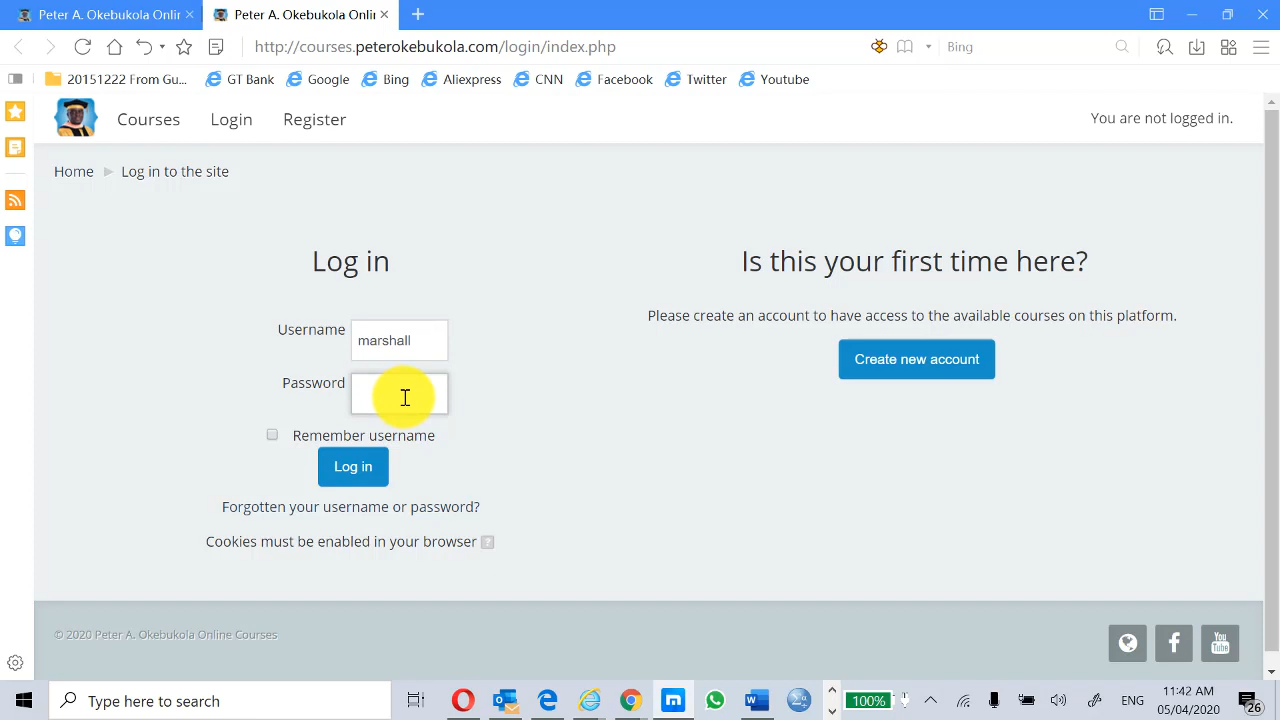 Peter A. Okebukola Onlin
Peter A. Okebukola Onlin
http://courses.peterokebukola.com/login/index.php
Bing
20151222 From Gu...
GT Bank
Google
Bing
Aliexpress
CNN
Facebook
Twitter
Youtube
Courses
Login
Register
You are not logged in.
Home
Log in to the site
Log in
Is this your first time here?
Username
marshall
Please create an account to have access to the available courses on this platform.
Create new account
Password
Remember username
Log in
Forgotten your username or password?
Cookies must be enabled in your browser ?
© 2020 Peter A. Okebukola Online Courses
You Tube
Type here to search
100%
ENG
11:42 AM
05/04/2020
26